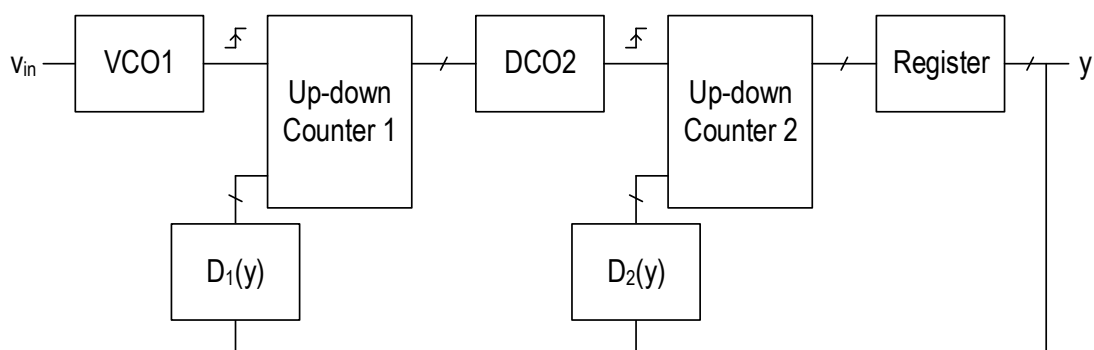 v_in
VCO1
Up-down
Counter 1
DCO2
Up-down
Counter 2
Register
y
D₁(y)
D₂(y)